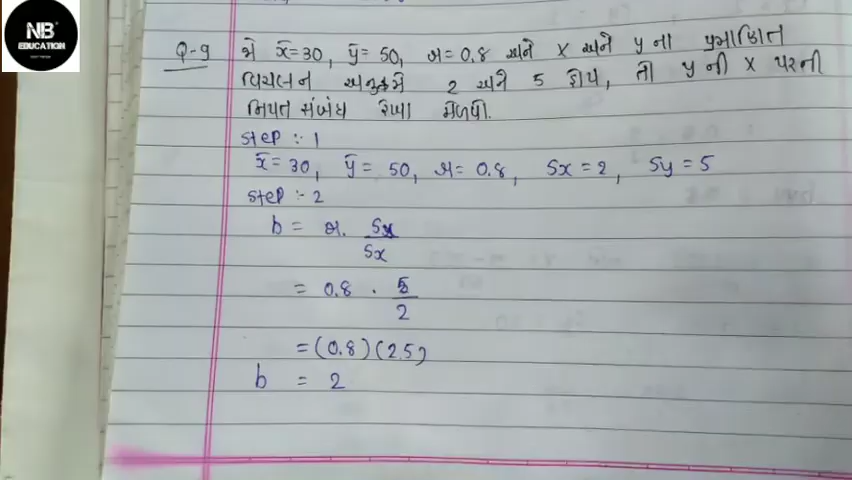 NB
EDUCATION
Q-9 જો x̄=30, ȳ= 50, અ=0.8 અને X અને Y ના પ્રમાણિત
વિચલન અનુક્રમે 2 અને 5 હોય, તો Y ની X પરની
નિયત સંબંધ રેખા મેળવો.
Step :- 1
x̄=30, ȳ= 50, અ= 0.8, Sx=2, Sy=5
Step :- 2
b = અ. Sy
Sx
= 0.8 . 5
2
=(0.8)(2.5)
b = 2